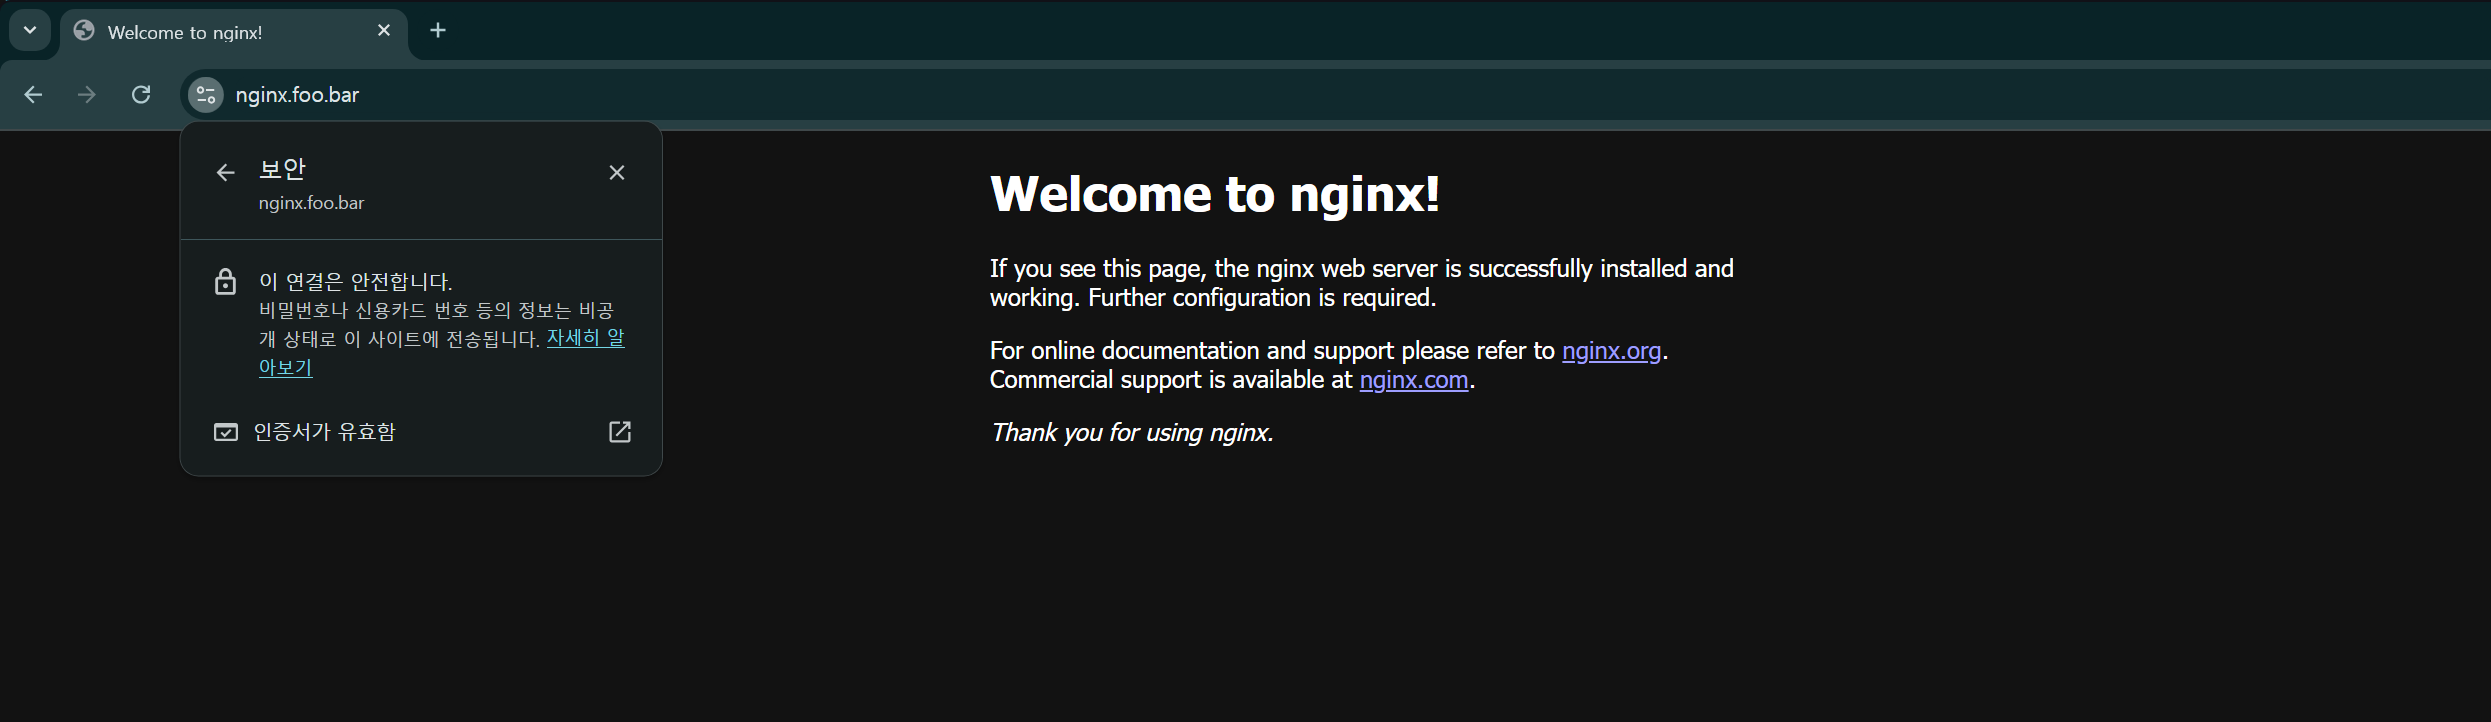 Welcome to nginx!
nginx.foo.bar
보안
nginx.foo.bar
이 연결은 안전합니다.
비밀번호나 신용카드 번호 등의 정보는 비공
개 상태로 이 사이트에 전송됩니다. 자세히 알
아보기
인증서가 유효함
Welcome to nginx!
If you see this page, the nginx web server is successfully installed and
working. Further configuration is required.
For online documentation and support please refer to nginx.org.
Commercial support is available at nginx.com.
Thank you for using nginx.